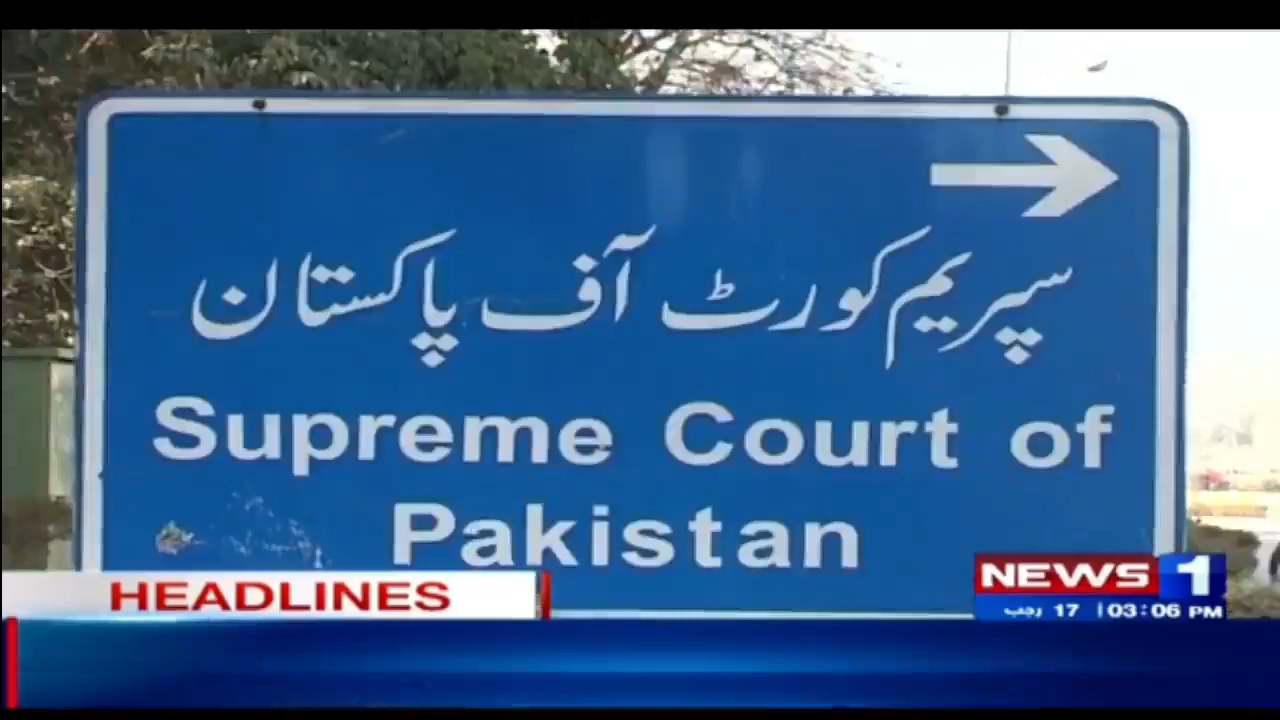 سپریم کورٹ آف پاکستان
Supreme Court of
Pakistan
HEADLINES
NEWS 1
17 رجب 03:06 PM